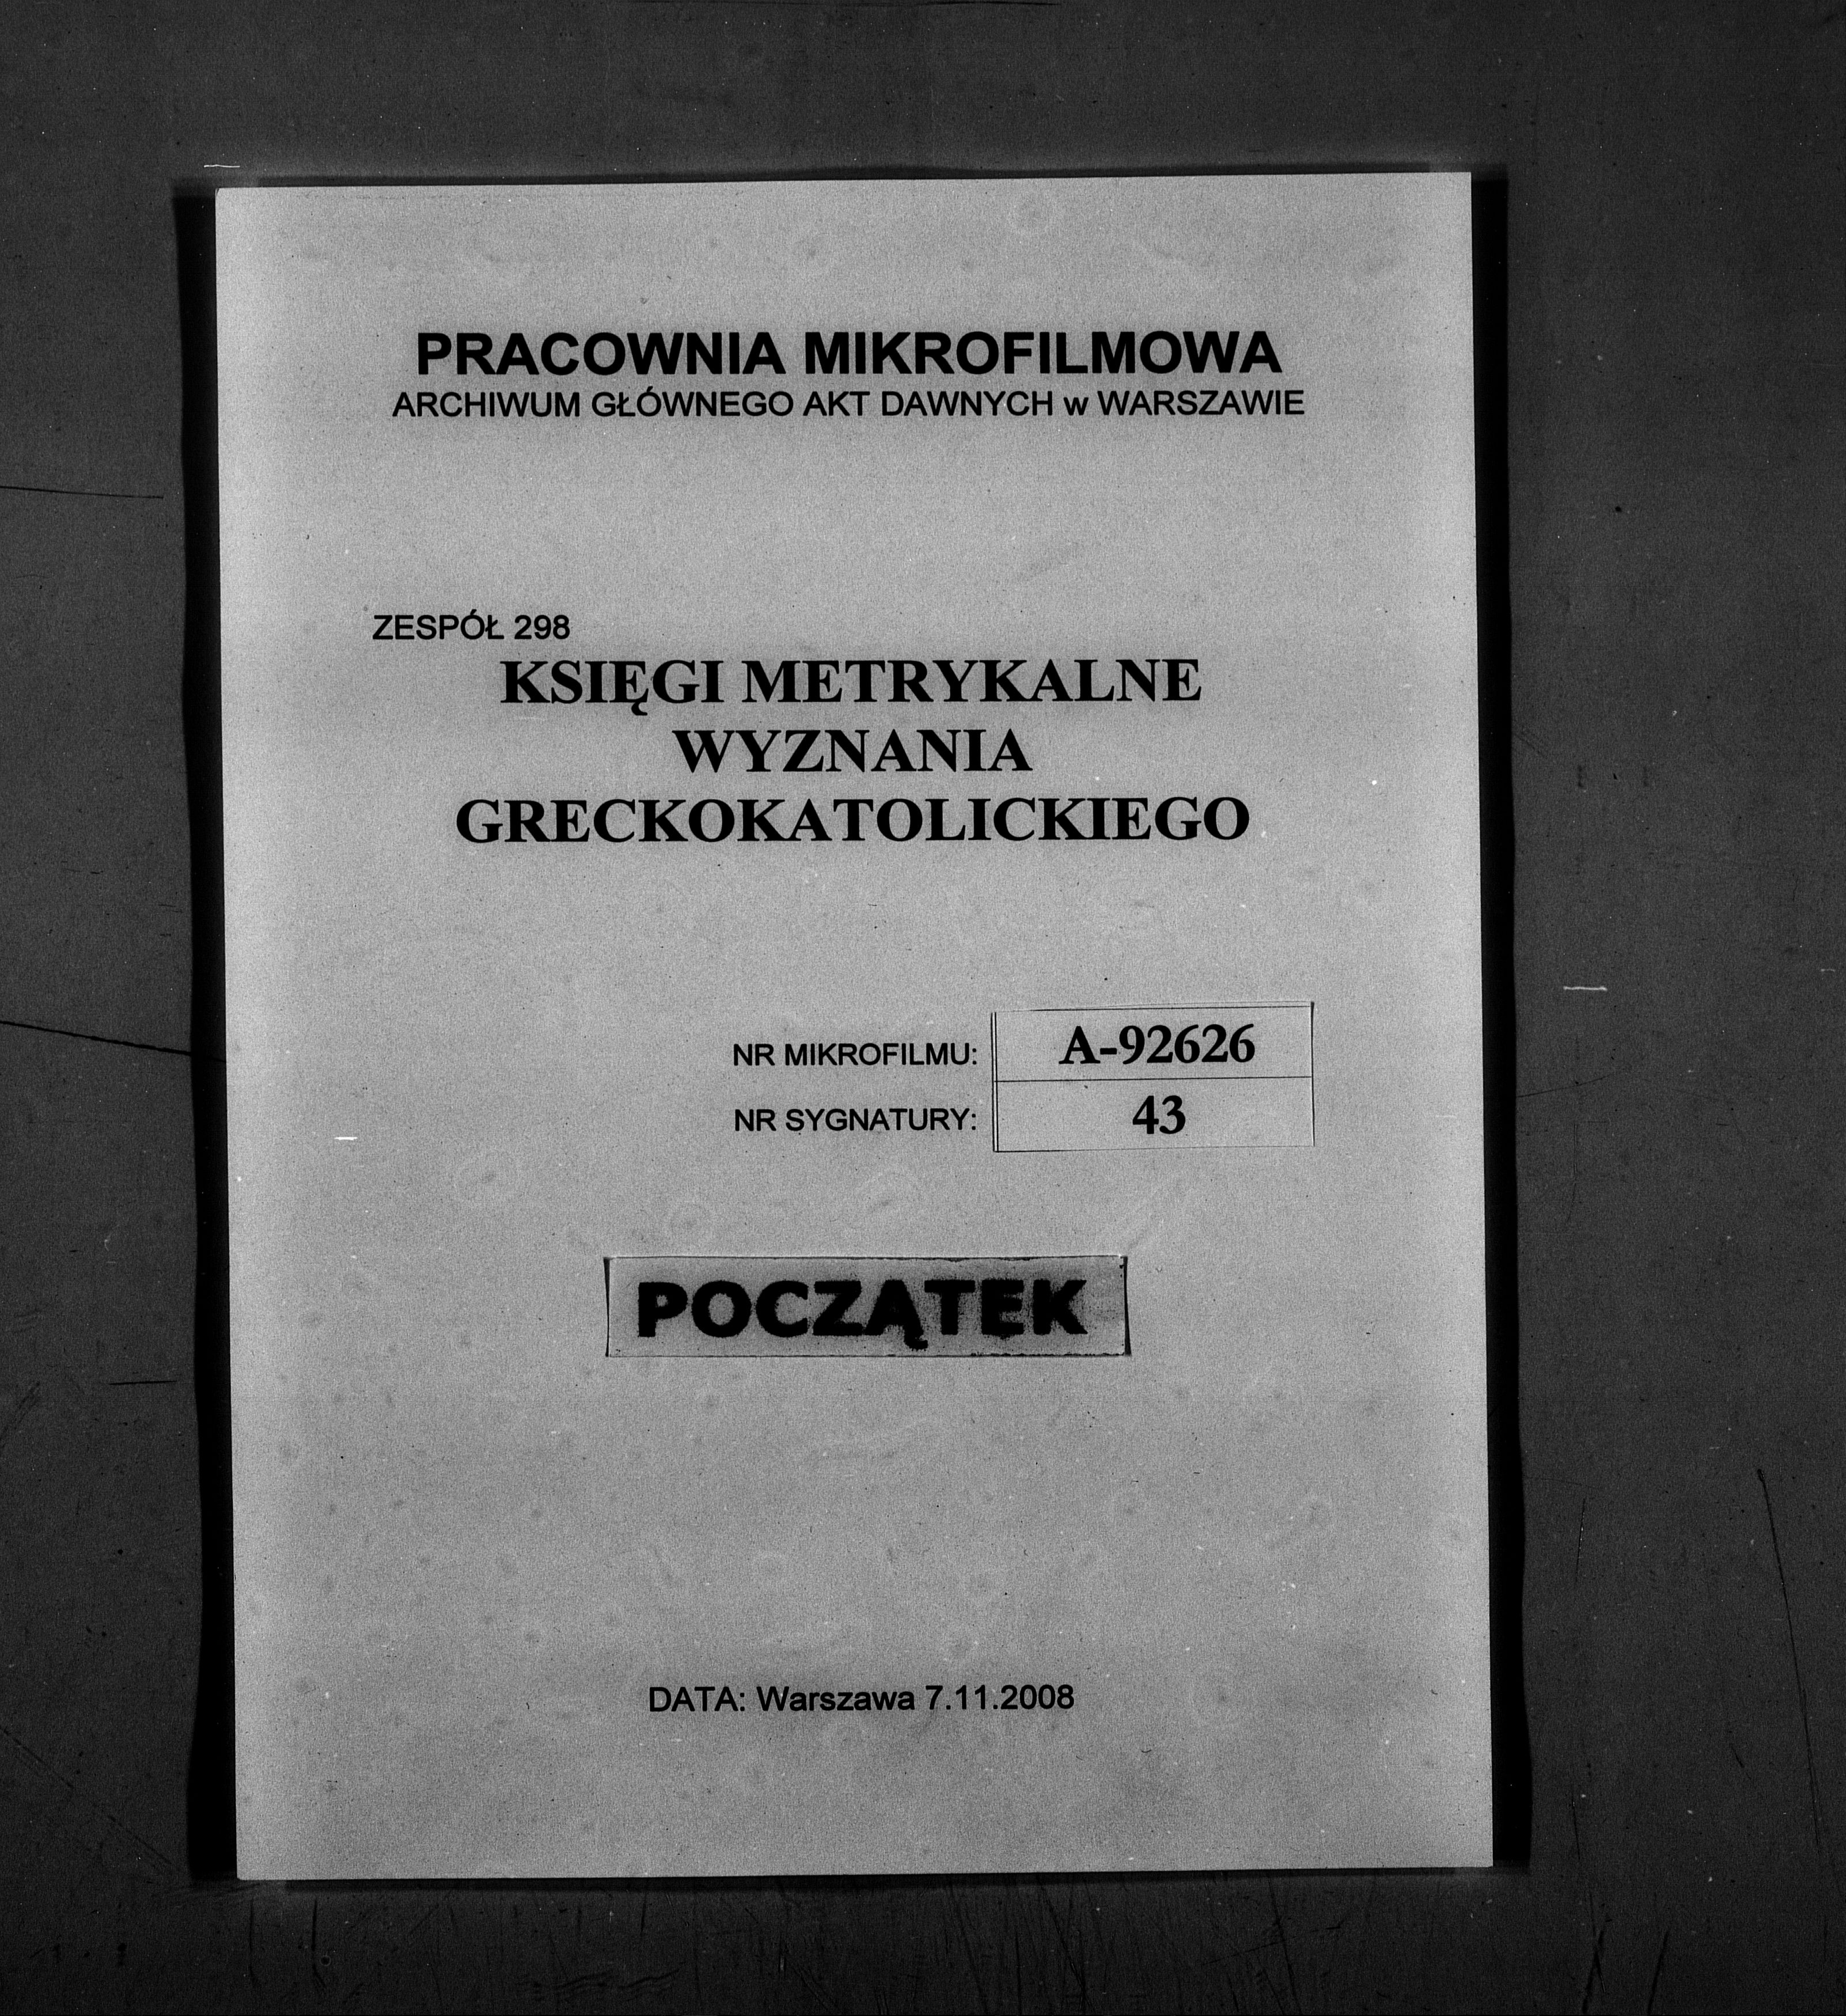 PRACOWNIA MIKROFILMOWA
ARCHIWUM GŁÓWNEGO AKT DAWNYCH w WARSZAWIE
ZESPÓŁ 298
KSIĘGI METRYKALNE
WYZNANIA
GRECKOKATOLICKIEGO
NR MIKROFILMU: A-92626
NR SYGNATURY: 43
POCZĄTEK
DATA: Warszawa 7.11.2008